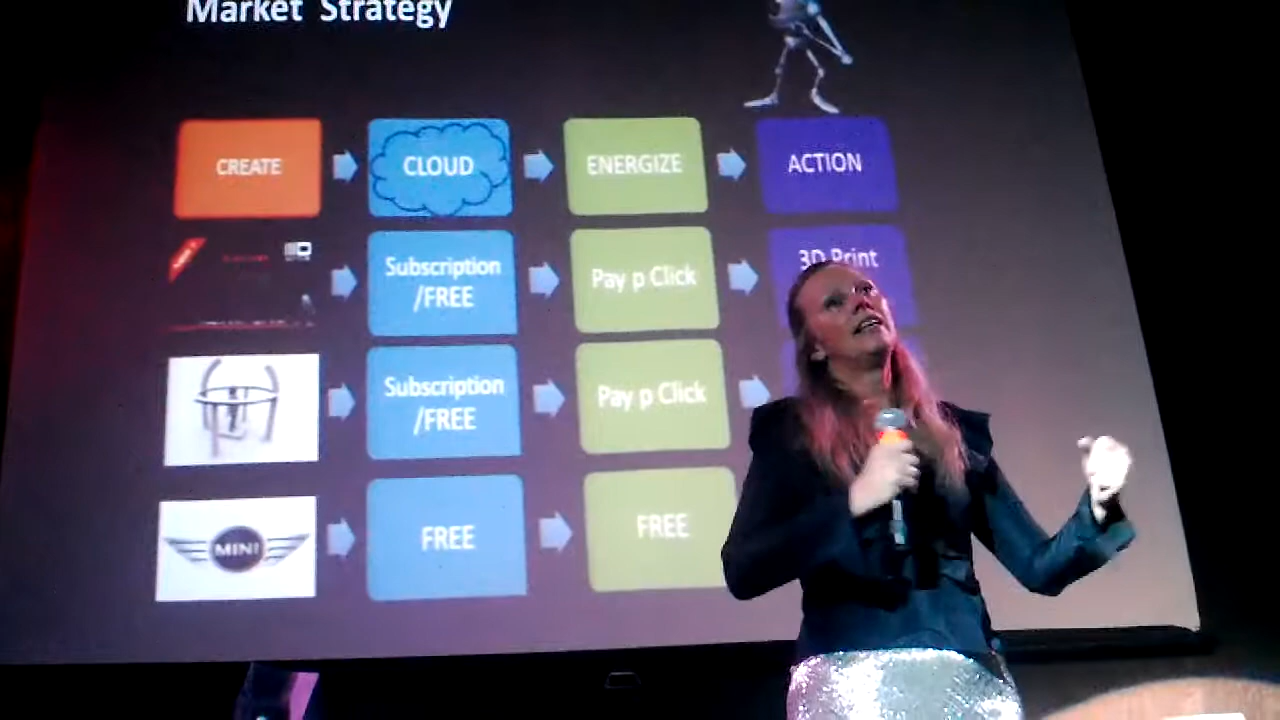 Market Strategy
CREATE
CLOUD
ENERGIZE
ACTION
Subscription
/FREE
Pay p Click
3D Print
Subscription
/FREE
Pay p Click
MINI
FREE
FREE